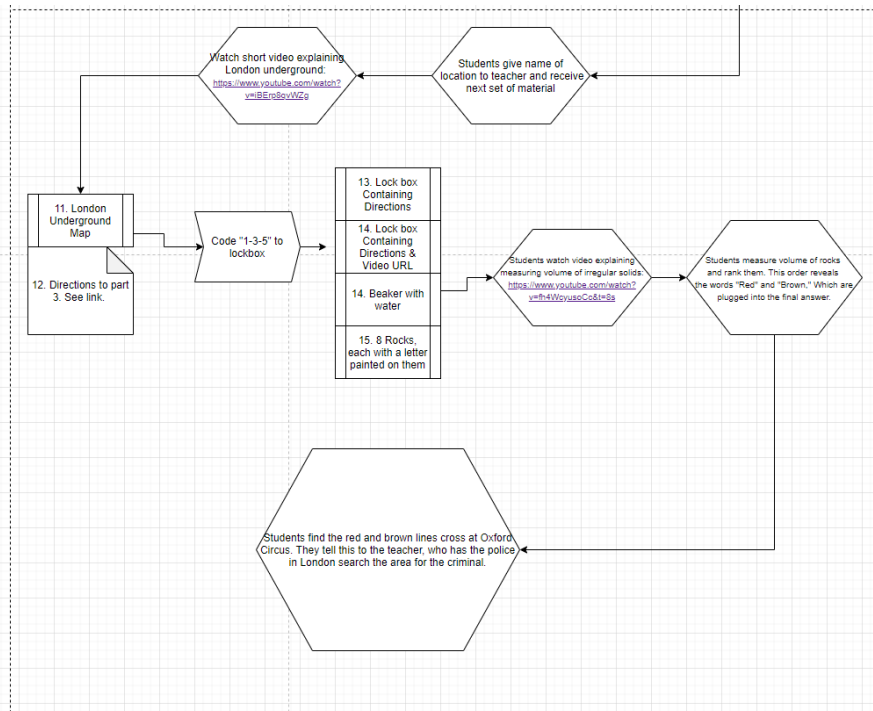 Watch short video explaining
London underground:
https://www.youtube.com/watch?
v=iBErp8ovWZg
Students give name of
location to teacher and receive
next set of material
11. London
Underground
Map
12. Directions to part
3. See link.
Code "1-3-5" to
lockbox
13. Lock box
Containing
Directions
14. Lock box
Containing
Directions &
Video URL
14. Beaker with
water
15. 8 Rocks,
each with a letter
painted on them
Students watch video explaining
measuring volume of irregular solids:
https://www.youtube.com/watch?
v=fh4WcyusoCo&t=8s
Students measure volume of rocks
and rank them. This order reveals
the words "Red" and "Brown," Which are
plugged into the final answer.
Students find the red and brown lines cross at Oxford
Circus. They tell this to the teacher, who has the police
in London search the area for the criminal.